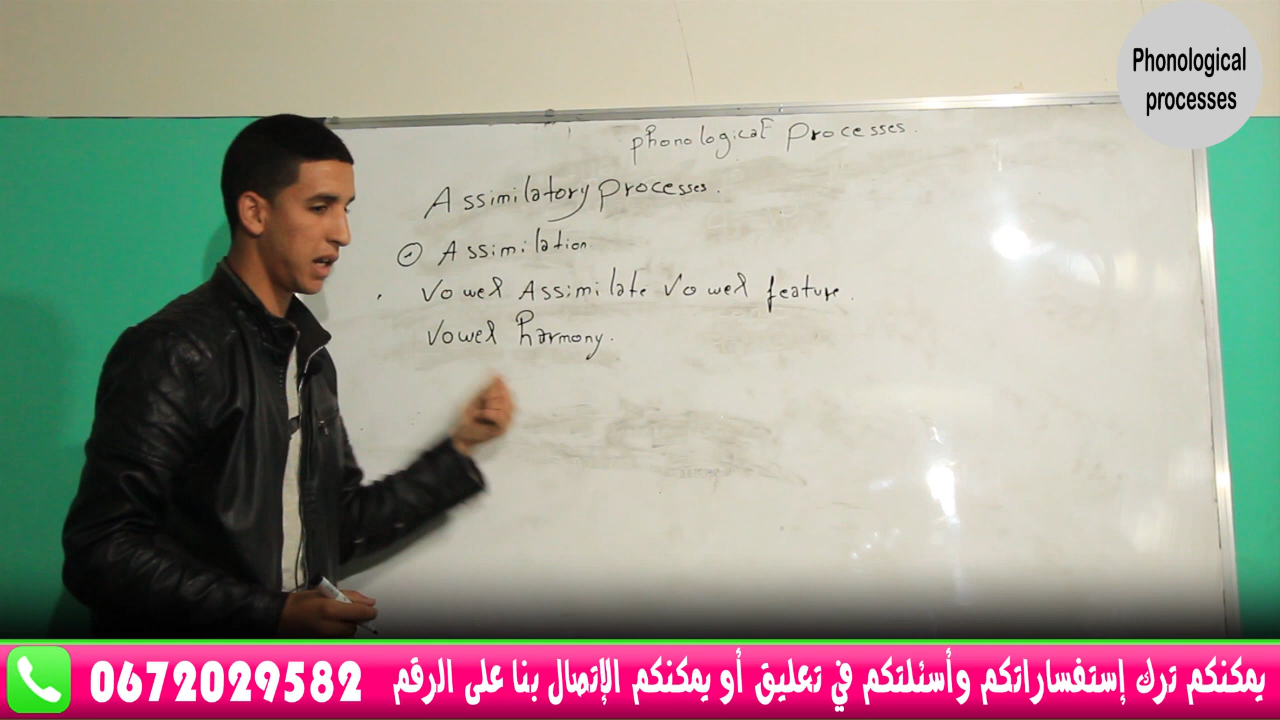 Phonological
processes
phonological processes.
Assimilatory processes.
Assimilation.
Vowel Assimilate Vowel feature.
Vowel harmony.
يمكنكم ترك إستفساراتكم وأسئلتكم في تعليق أو يمكنكم الإتصال بنا على الرقم 0672029582